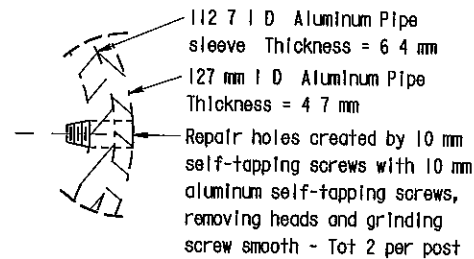 112 7 I D Aluminum Pipe
sleeve Thickness = 6 4 mm
127 mm I D Aluminum Pipe
Thickness = 4 7 mm
Repair holes created by 10 mm
self-tapping screws with 10 mm
aluminum self-tapping screws,
removing heads and grinding
screw smooth - Tot 2 per post